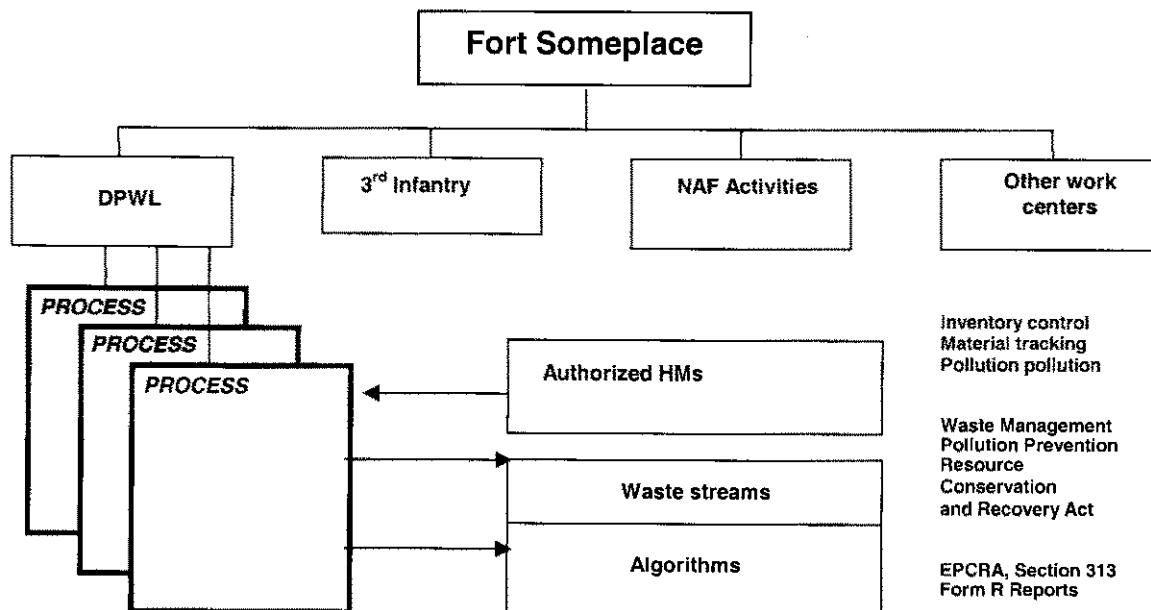 Fort Someplace
DPWL
3rd Infantry
NAF Activities
Other work
centers
PROCESS
PROCESS
PROCESS
Authorized HMs
Waste streams
Algorithms
Inventory control
Material tracking
Pollution pollution
Waste Management
Pollution Prevention
Resource
Conservation
and Recovery Act
EPCRA, Section 313
Form R Reports